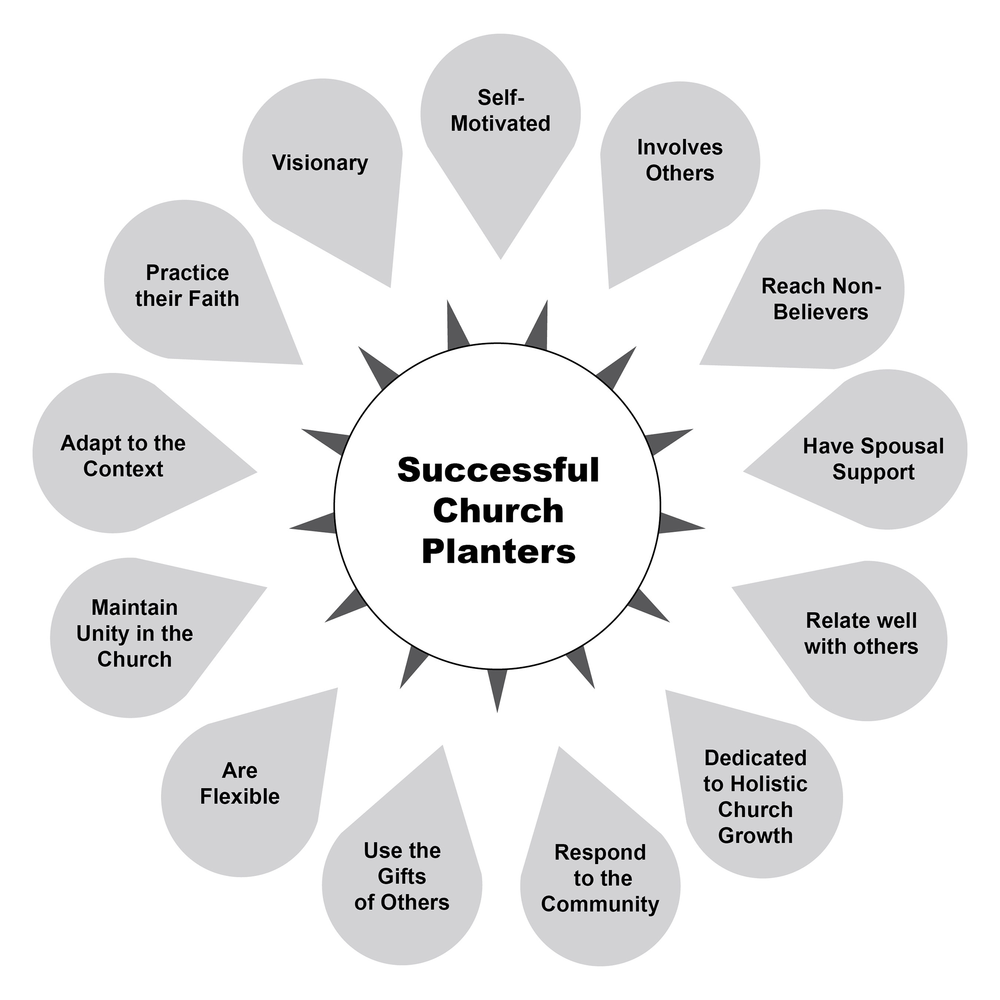 Self-
Motivated
Involves
Others
Reach Non-
Believers
Have Spousal
Support
Relate well
with others
Dedicated
to Holistic
Church
Growth
Respond
to the
Community
Use the
Gifts
of Others
Are
Flexible
Maintain
Unity in the
Church
Adapt to the
Context
Practice
their Faith
Visionary
Successful
Church
Planters